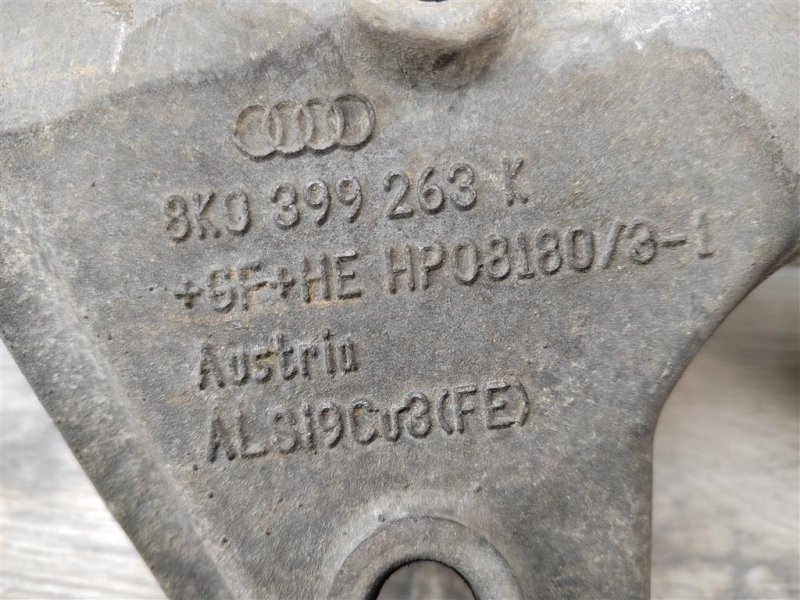 8K0 399 263 K
+GF+HE HP08180/3-1
Austria
ALSi9Cu3(FE)